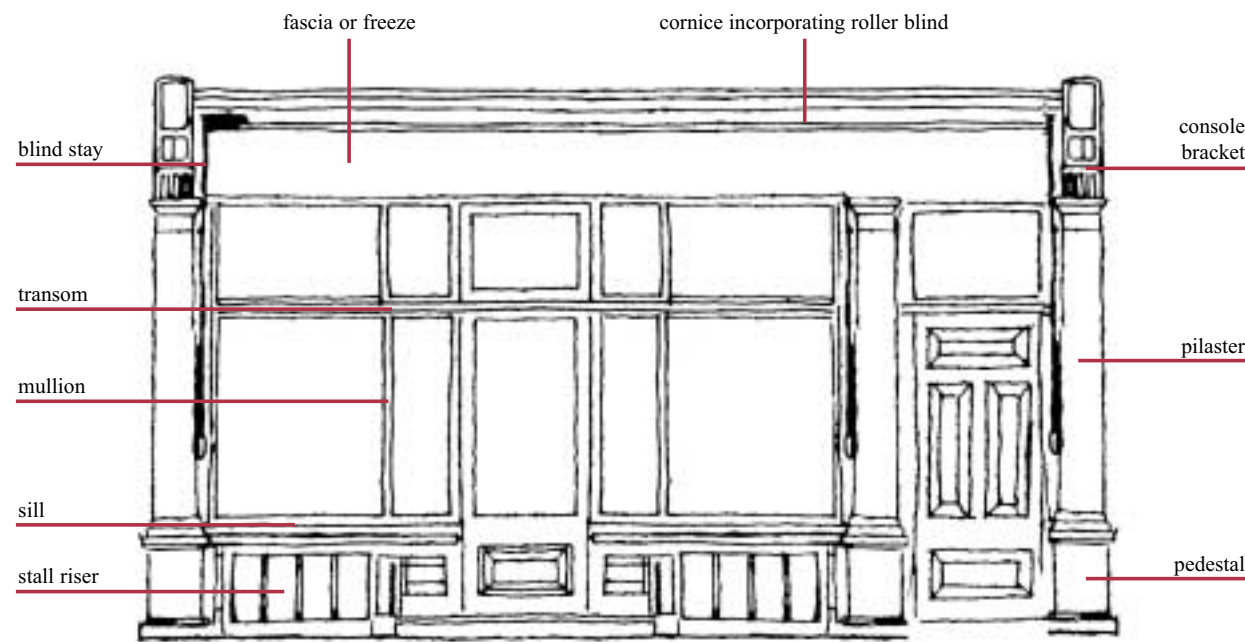 fascia or freeze
cornice incorporating roller blind
blind stay
console
bracket
transom
pilaster
mullion
sill
stall riser
pedestal